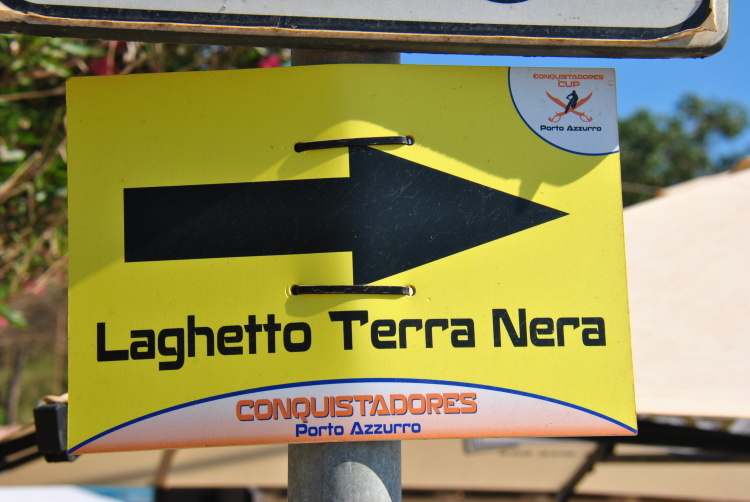 CONQUISTADORES
CUP
Porto Azzurro
Laghetto Terra Nera
CONQUISTADORES
Porto Azzurro